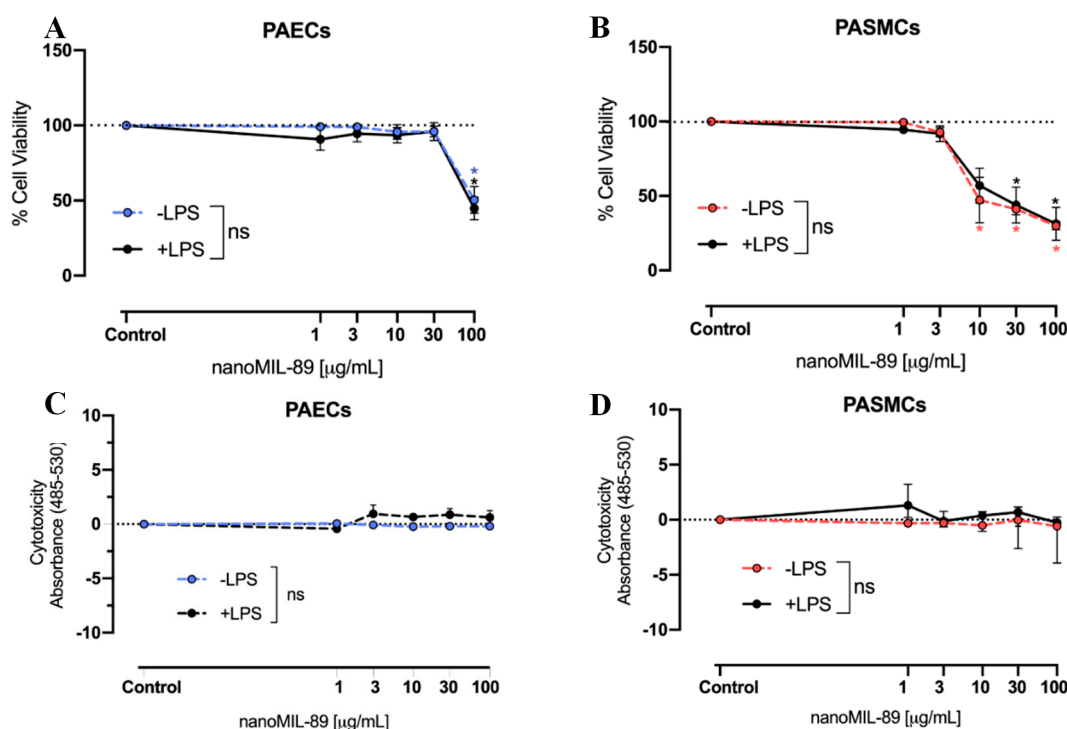 A
PAECs
150
100
50
0
% Cell Viability
*
*
-LPS
+LPS
ns
Control
1
3
10
30
100
nanoMIL-89 [μg/mL]
B
PASMCs
150
100
50
0
% Cell Viability
*
*
*
*
*
-LPS
+LPS
ns
Control
1
3
10
30
100
nanoMIL-89 [μg/mL]
C
PAECs
10
5
0
-5
-10
Cytotoxicity
Absorbance (485-530)
-LPS
+LPS
ns
Control
1
3
10
30
100
nanoMIL-89 [μg/mL]
D
PASMCs
10
5
0
-5
-10
Cytotoxicity
Absorbance (485-530)
-LPS
+LPS
ns
Control
1
3
10
30
100
nanoMIL-89 [μg/mL]